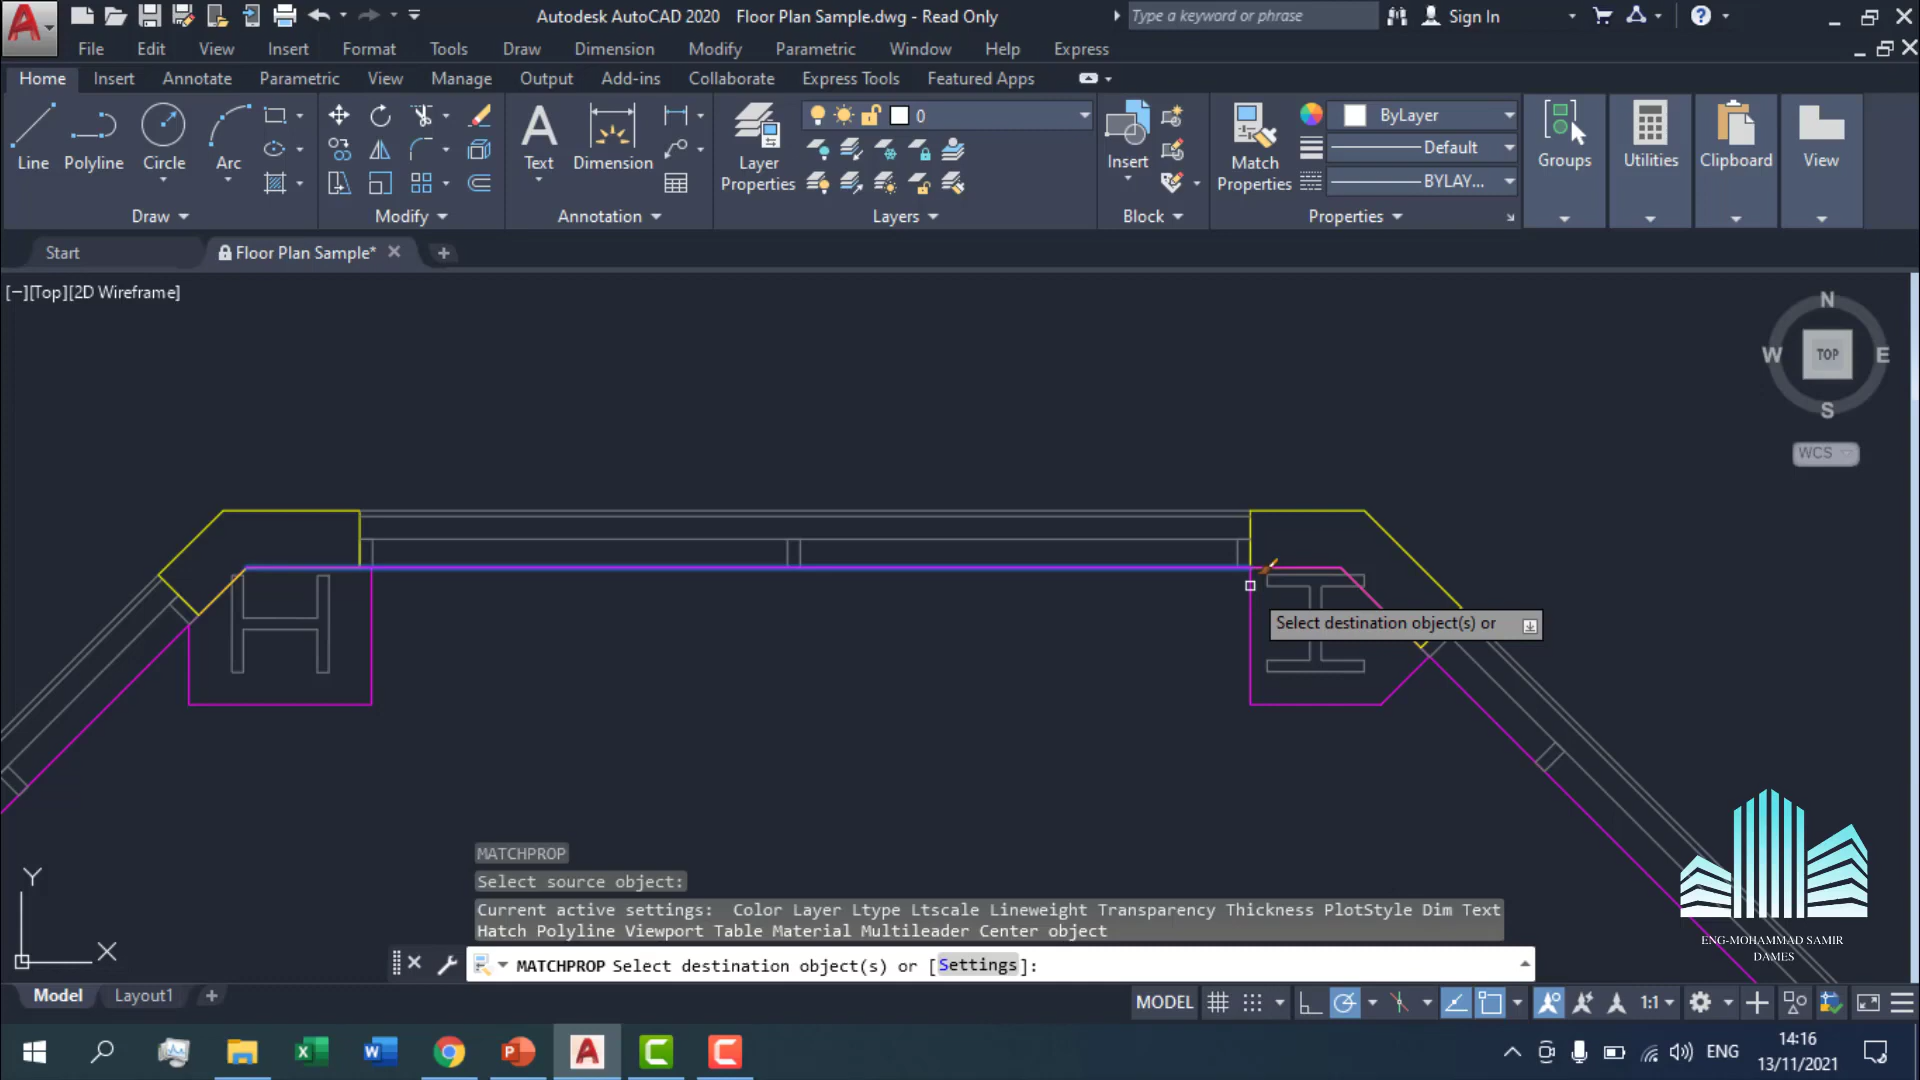 Autodesk AutoCAD 2020 Floor Plan Sample.dwg - Read Only
Type a keyword or phrase
Sign In
File Edit View Insert Format Tools Draw Dimension Modify Parametric Window Help Express
Home Insert Annotate Parametric View Manage Output Add-ins Collaborate Express Tools Featured Apps
Line
Polyline
Circle
Arc
Draw
Modify
Text
Dimension
Annotation
Layer
Properties
0
Layers
Insert
Block
Match
Properties
ByLayer
Default
BYLAY...
Properties
Groups
Utilities
Clipboard
View
Start
Floor Plan Sample*
[−][Top][2D Wireframe]
N
W
TOP
E
S
WCS
Select destination object(s) or
MATCHPROP
Select source object:
Current active settings: Color Layer Ltype Ltscale Lineweight Transparency Thickness PlotStyle Dim Text
Hatch Polyline Viewport Table Material Multileader Center object
MATCHPROP Select destination object(s) or [Settings]:
Y
X
ENG-MOHAMMAD SAMIR
DAMES
Model Layout1
MODEL
1:1
ENG
14:16
13/11/2021